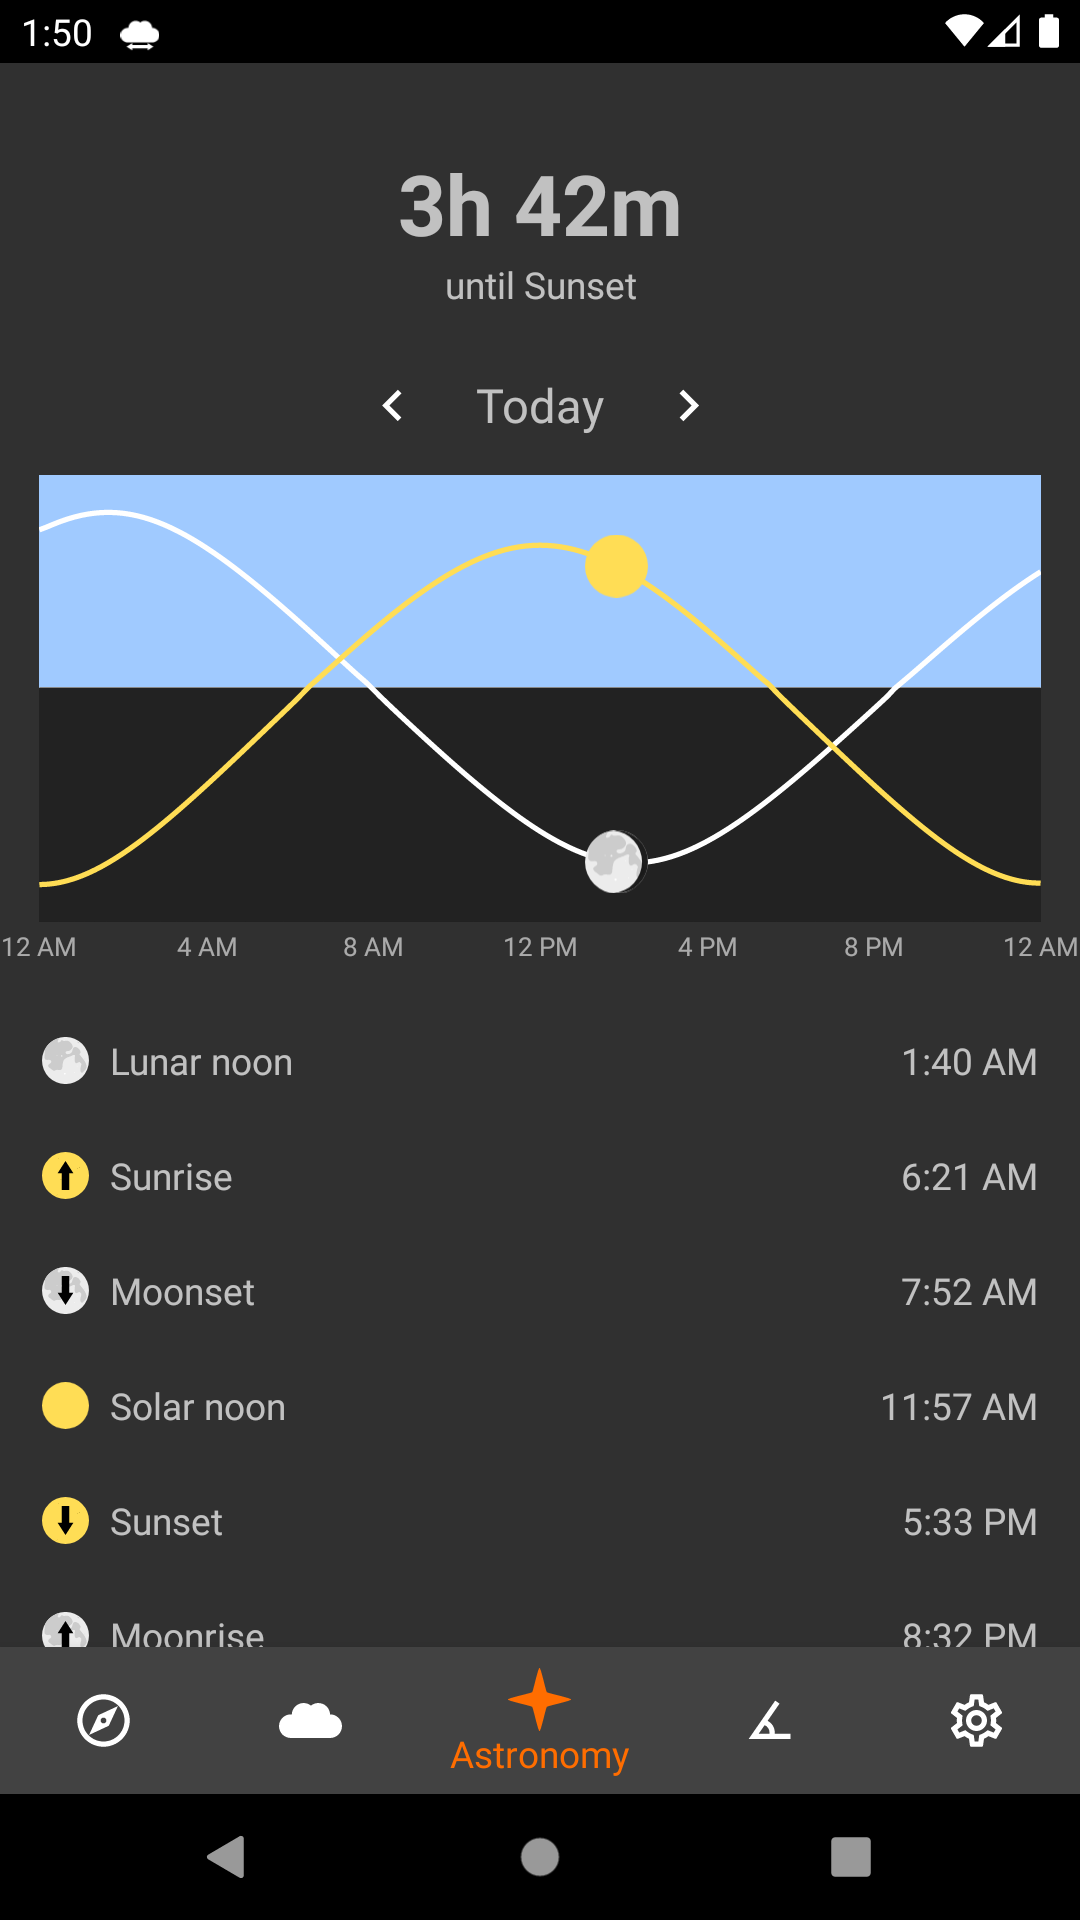 1:50
3h 42m
until Sunset
Today
12 AM 4 AM 8 AM 12 PM 4 PM 8 PM 12 AM
Lunar noon 1:40 AM
Sunrise 6:21 AM
Moonset 7:52 AM
Solar noon 11:57 AM
Sunset 5:33 PM
Moonrise 8:32 PM
Astronomy